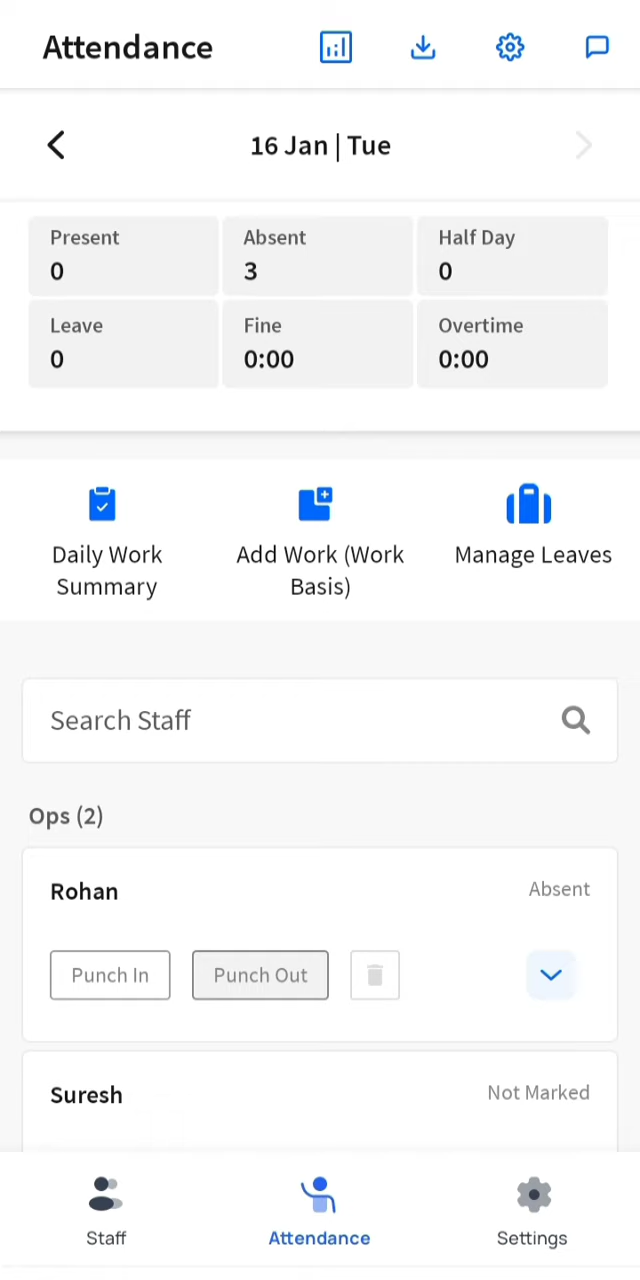 Attendance
16 Jan | Tue
Present
0
Absent
3
Half Day
0
Leave
0
Fine
0:00
Overtime
0:00
Daily Work
Summary
Add Work (Work
Basis)
Manage Leaves
Search Staff
Ops (2)
Rohan
Absent
Punch In
Punch Out
Suresh
Not Marked
Staff
Attendance
Settings